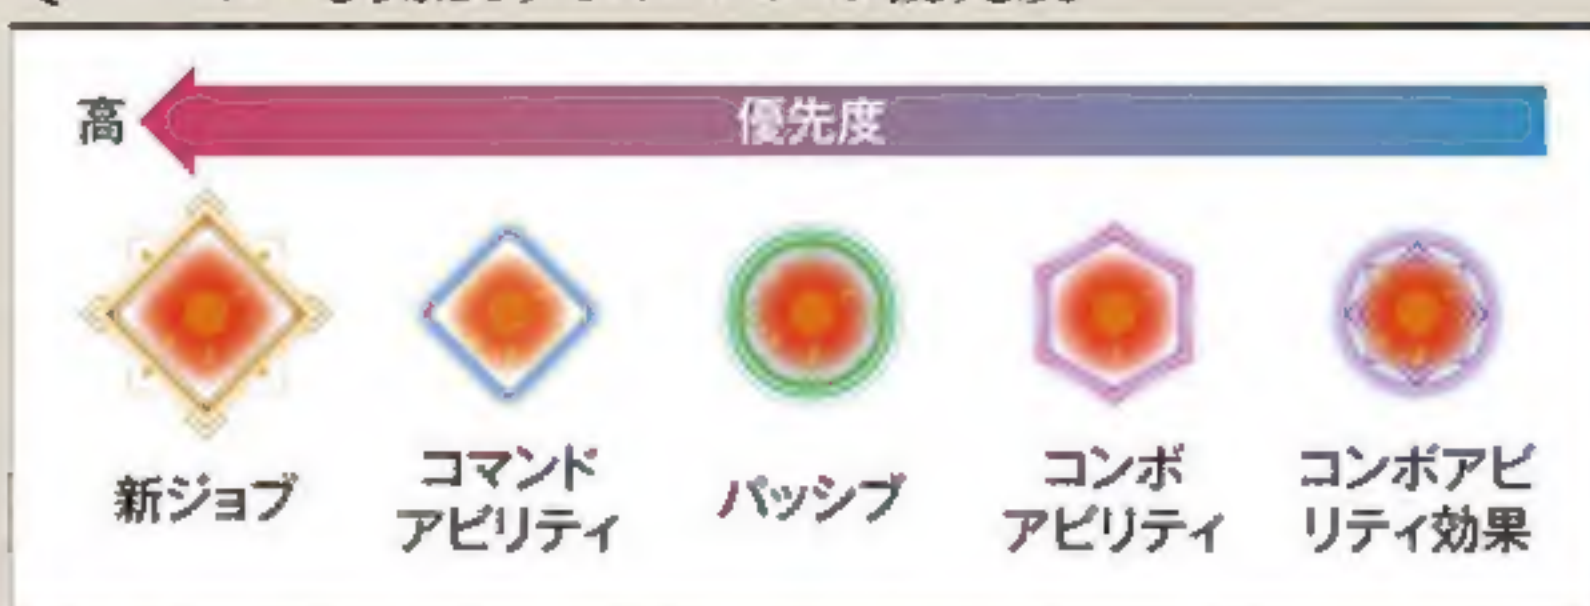 高
優先度
新ジョブ
コマンド
アビリティ
パッシブ
コンボ
アビリティ
コンボアビ
リティ効果